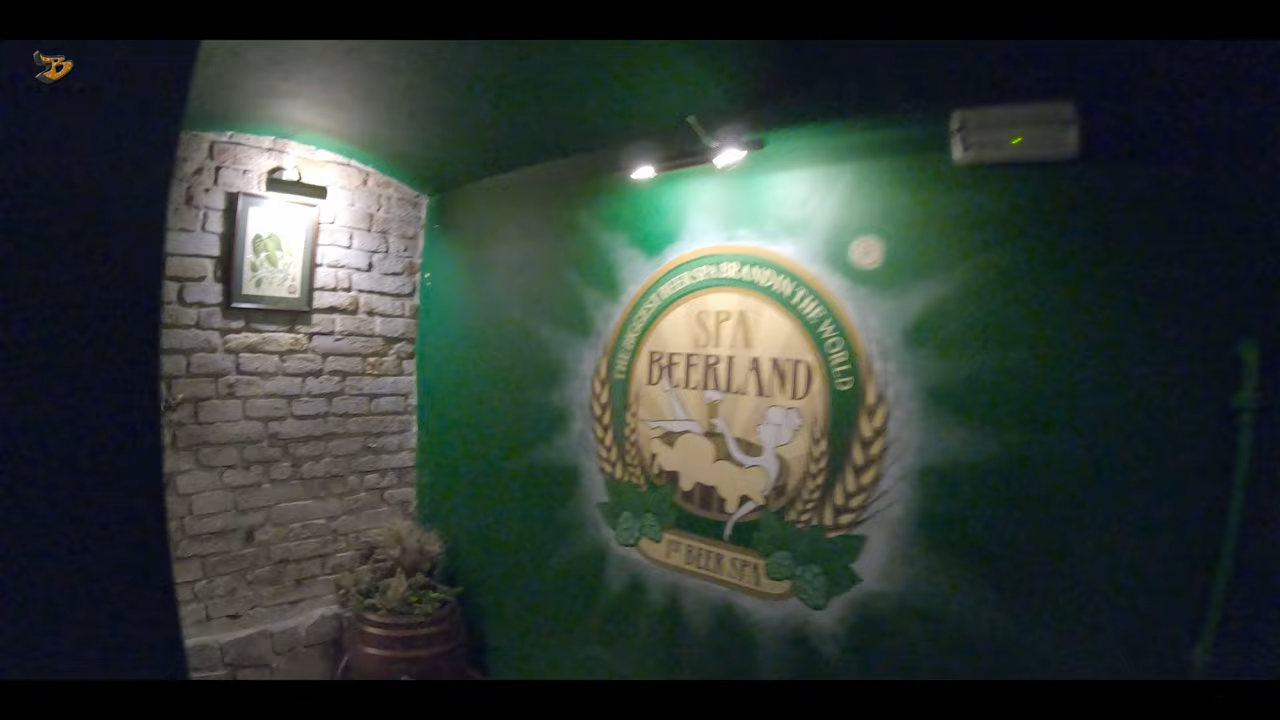 THE BIGGEST BEER SPA BRAND IN THE WORLD
SPA
BEERLAND
1st BEER SPA